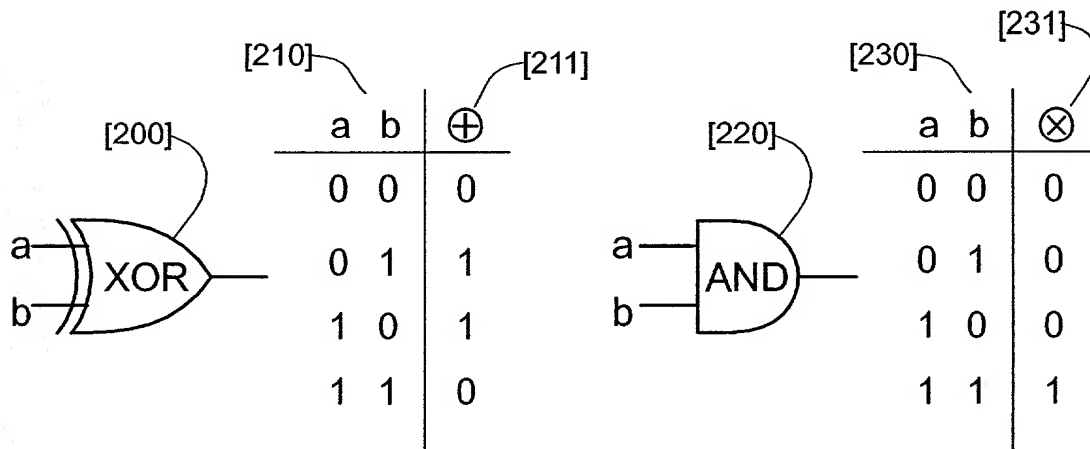 [210] [211]
a b ⊕
[200]
0 0 0
a XOR 0 1 1
b
1 0 1
1 1 0
[230] [231]
a b ⊗
[220]
0 0 0
a AND 0 1 0
b
1 0 0
1 1 1